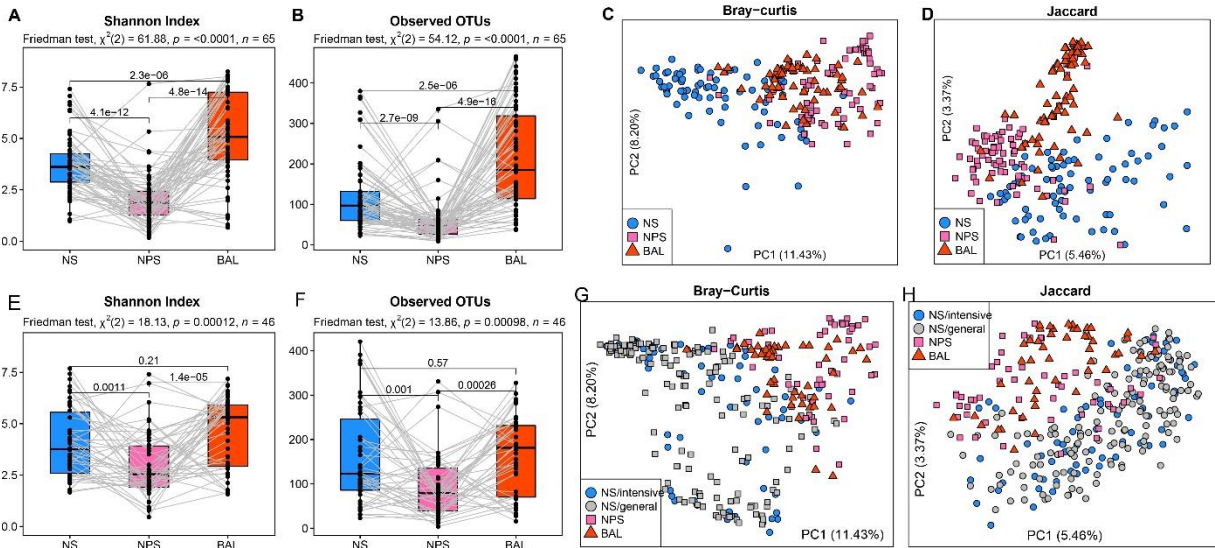 A
Shannon Index
Friedman test, χ²(2) = 61.88, p = <0.0001, n = 65
7.5
5.0
2.5
0.0
2.3e−06
4.8e−14
4.1e−12
NS NPS BAL
B
Observed OTUs
Friedman test, χ²(2) = 54.12, p = <0.0001, n = 65
400
300
200
100
0
2.5e−06
4.9e−16
2.7e−09
NS NPS BAL
C
Bray−curtis
PC2 (8.20%)
NS
NPS
BAL
PC1 (11.43%)
D
Jaccard
PC2 (3.37%)
NS
NPS
BAL
PC1 (5.46%)
E
Shannon Index
Friedman test, χ²(2) = 18.13, p = 0.00012, n = 46
7.5
5.0
2.5
0.0
0.21
1.4e−05
0.0011
NS NPS BAL
F
Observed OTUs
Friedman test, χ²(2) = 13.86, p = 0.00098, n = 46
400
300
200
100
0
0.57
0.00026
0.001
NS NPS BAL
G
Bray−Curtis
PC2 (8.20%)
NS/intensive
NS/general
NPS
BAL
PC1 (11.43%)
H
Jaccard
NS/intensive
NS/general
NPS
BAL
PC2 (3.37%)
PC1 (5.46%)